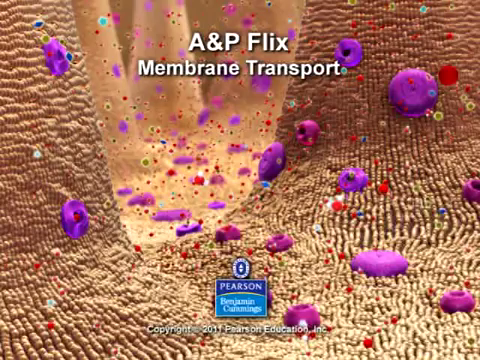 A&P Flix
Membrane Transport
PEARSON
Benjamin
Cummings
Copyright © 2011 Pearson Education, Inc.